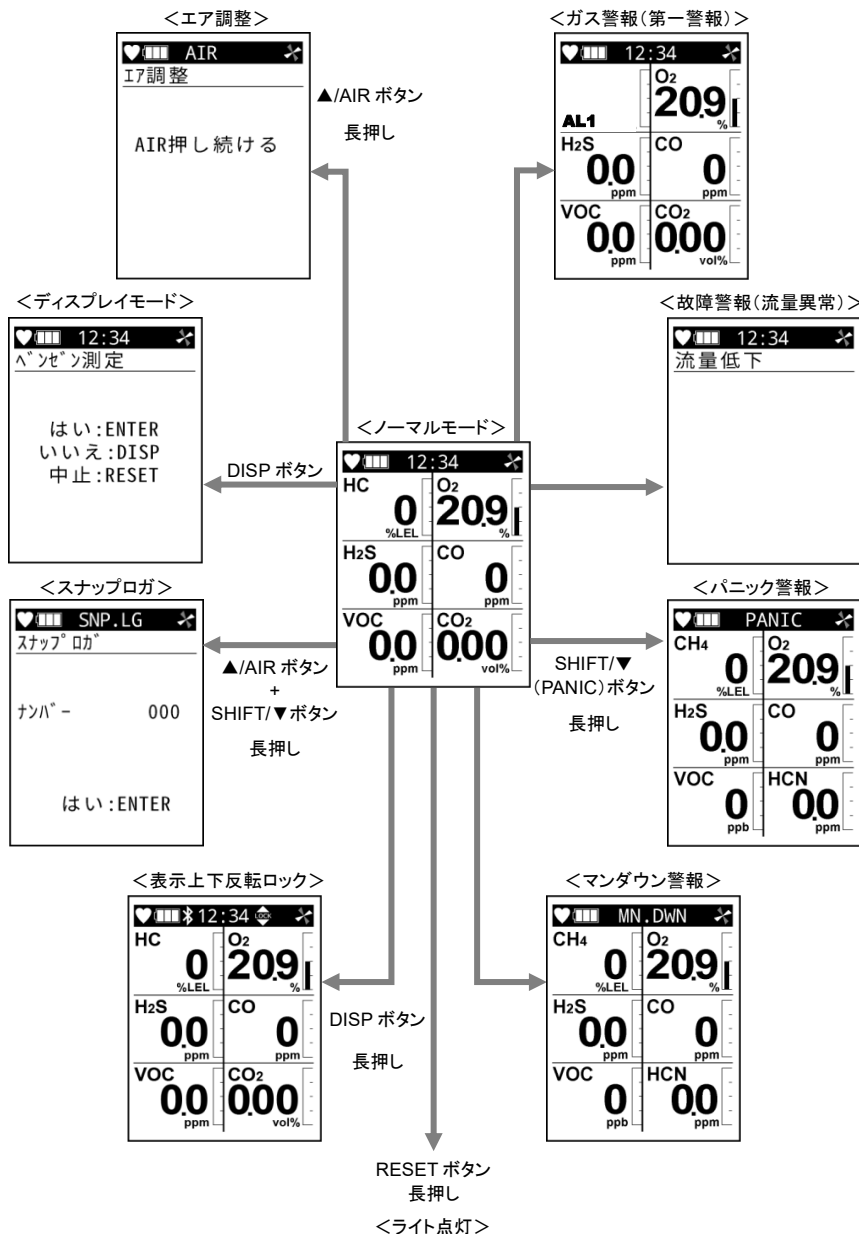 <エア調整>
AIR
エア調整
AIR押し続ける
▲/AIR ボタン
長押し
<ガス警報(第一警報)>
12:34
O2
20.9
%
AL1
H2S
0.0
ppm
CO
0
ppm
VOC
0.0
ppm
CO2
0.00
vol%
<ディスプレイモード>
12:34
ベンゼン測定
はい:ENTER
いいえ:DISP
中止:RESET
DISP ボタン
<ノーマルモード>
12:34
HC
0
%LEL
O2
20.9
%
H2S
0.0
ppm
CO
0
ppm
VOC
0.0
ppm
CO2
0.00
vol%
<故障警報(流量異常)>
12:34
流量低下
<スナップロガ>
SNP.LG
スナップロガ
ナンバー 000
はい:ENTER
▲/AIR ボタン
+
SHIFT/▼ボタン
長押し
<パニック警報>
PANIC
CH4
0
%LEL
O2
20.9
%
H2S
0.0
ppm
CO
0
ppm
VOC
0
ppb
HCN
0.0
ppm
SHIFT/▼
(PANIC)ボタン
長押し
<表示上下反転ロック>
12:34 LOCK
HC
0
%LEL
O2
20.9
%
H2S
0.0
ppm
CO
0
ppm
VOC
0.0
ppm
CO2
0.00
vol%
DISP ボタン
長押し
<マンダウン警報>
MN.DWN
CH4
0
%LEL
O2
20.9
%
H2S
0.0
ppm
CO
0
ppm
VOC
0
ppb
HCN
0.0
ppm
RESET ボタン
長押し
<ライト点灯>